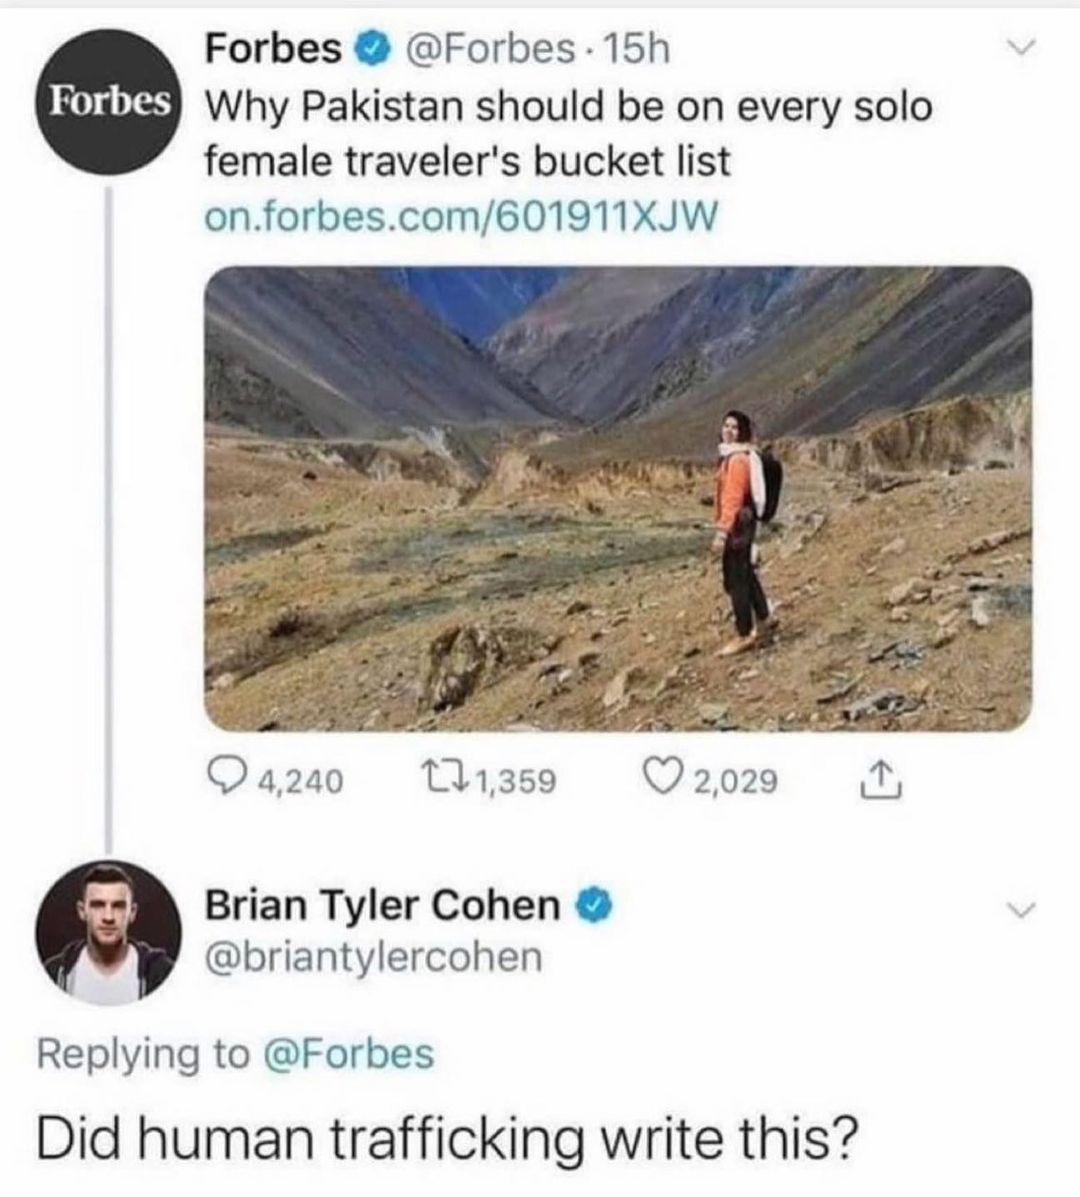 Forbes @Forbes · 15h
Forbes
Why Pakistan should be on every solo
female traveler's bucket list
on.forbes.com/601911XJW
4,240 1,359 2,029
Brian Tyler Cohen
@briantylercohen
Replying to @Forbes
Did human trafficking write this?